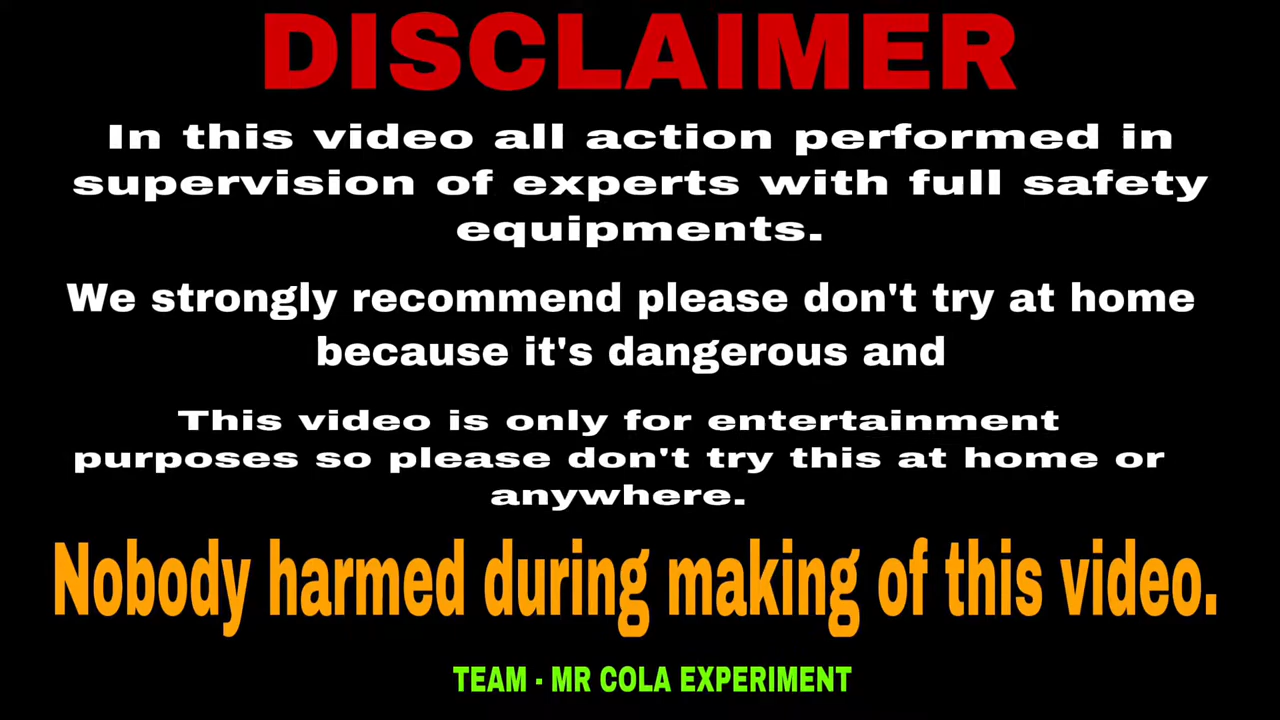 DISCLAIMER
In this video all action performed in
supervision of experts with full safety
equipments.
We strongly recommend please don't try at home
because it's dangerous and
This video is only for entertainment
purposes so please don't try this at home or
anywhere.
Nobody harmed during making of this video.
TEAM - MR COLA EXPERIMENT